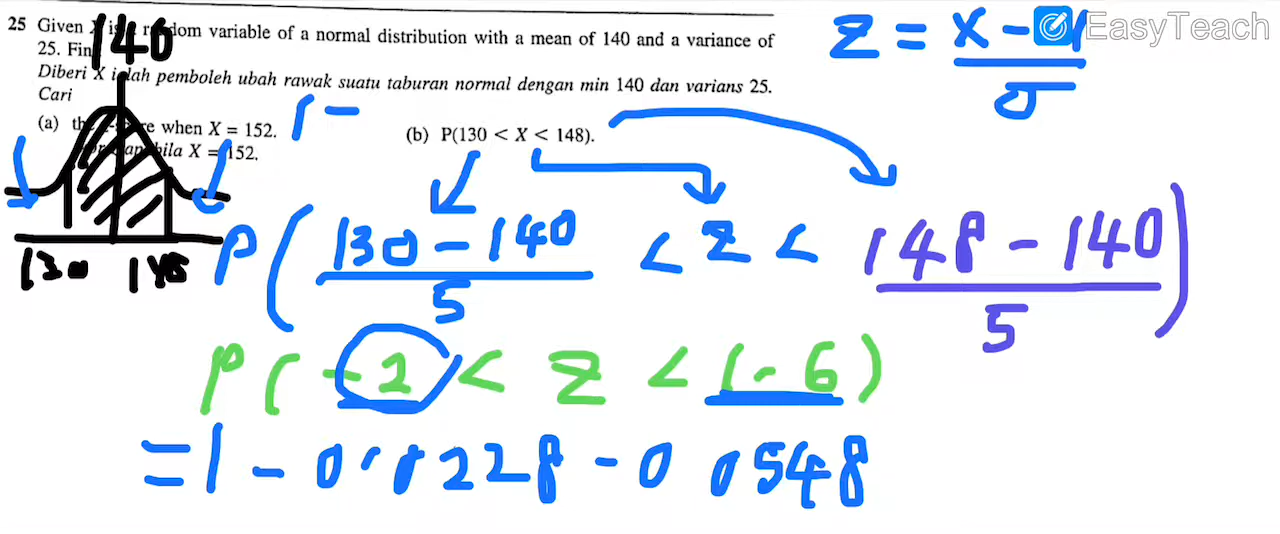 25 Given X is a random variable of a normal distribution with a mean of 140 and a variance of
25. Fin
Diberi X ialah pemboleh ubah rawak suatu taburan normal dengan min 140 dan varians 25.
Cari
(a) the z-score when X = 152.
apabila X = 152.
(b) P(130 < X < 148).
140
1 -
130 148
Z = X - μ
σ
EasyTeach
P( 130 - 140 < Z < 148 - 140 )
5 5
P( -2 < Z < 1.6 )
= 1 - 0.0228 - 0.0548